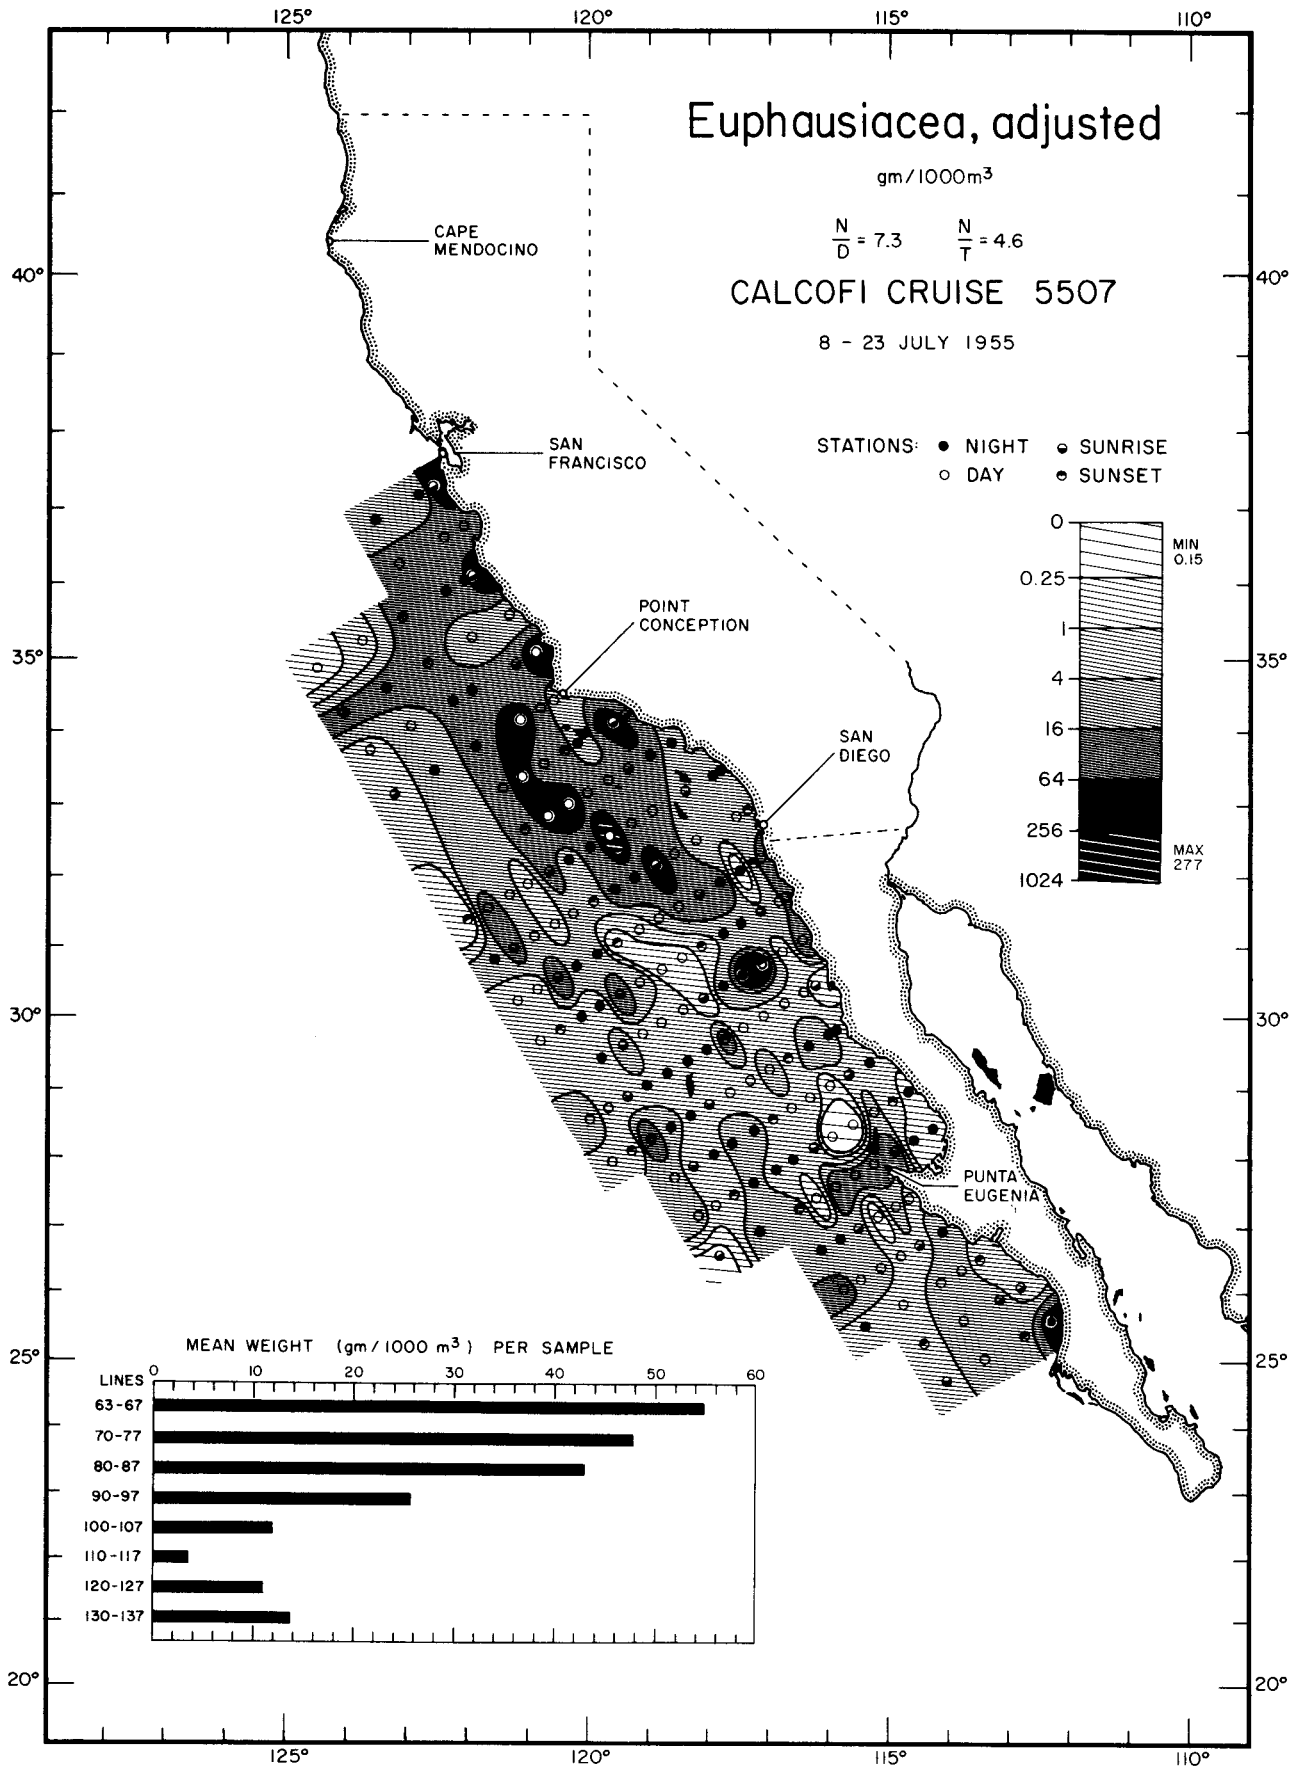 125° 120° 115° 110°
Euphausiacea, adjusted
gm/1000m³
N/D = 7.3 N/T = 4.6
CALCOFI CRUISE 5507
8 - 23 JULY 1955
CAPE
MENDOCINO
40° 40°
STATIONS: ● NIGHT ◒ SUNRISE
○ DAY ◓ SUNSET
SAN
FRANCISCO
0
MIN
0.15
0.25
1
4
16
64
256
MAX
277
1024
POINT
CONCEPTION
35° 35°
SAN
DIEGO
30° 30°
PUNTA
EUGENIA
25° 25°
MEAN WEIGHT (gm/1000 m³) PER SAMPLE
LINES
0 10 20 30 40 50 60
63-67
70-77
80-87
90-97
100-107
110-117
120-127
130-137
20° 20°
125° 120° 115° 110°